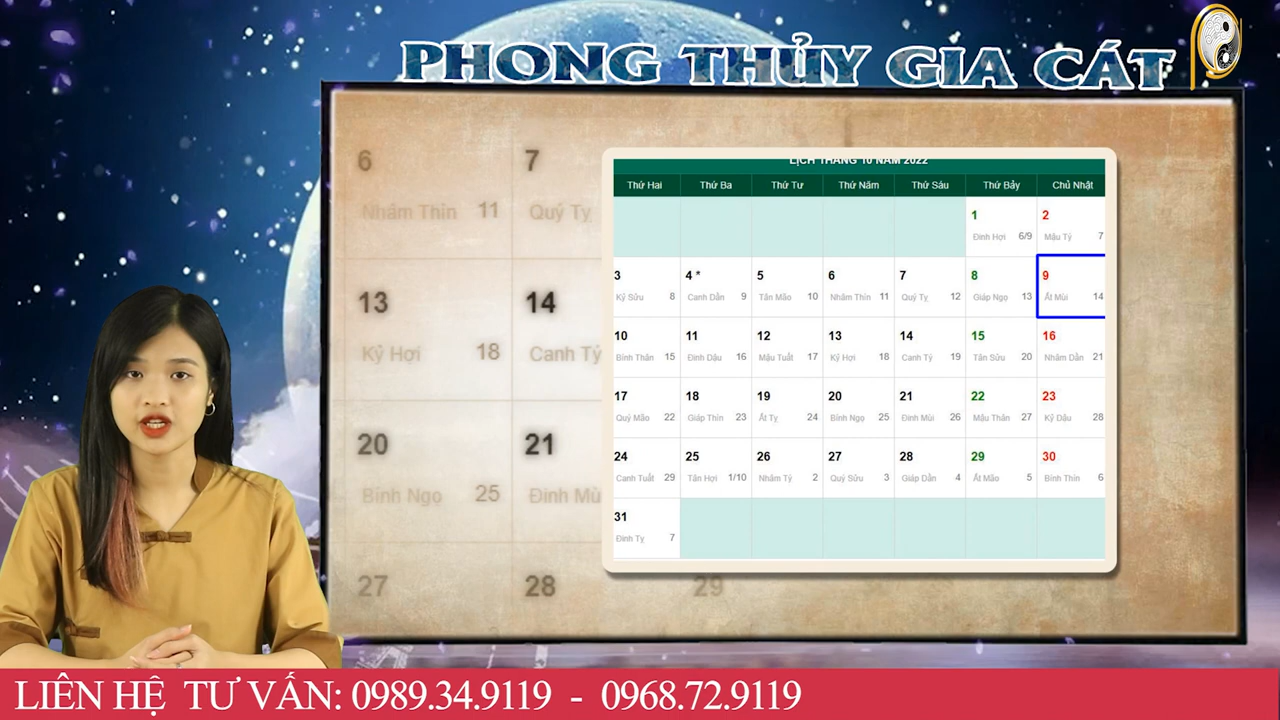 PHONG THỦY GIA CÁT
6
7
Nhâm Thìn 11
Quý Tỵ
13
14
Kỷ Hợi 18
Canh Tý
20
21
Bính Ngọ 25
Đinh Mù
27
28
29
LỊCH THÁNG 10 NĂM 2022
Thứ Hai Thứ Ba Thứ Tư Thứ Năm Thứ Sáu Thứ Bảy Chủ Nhật
1 2
Đinh Hợi 6/9 Mậu Tý 7
3 4 * 5 6 7 8 9
Kỷ Sửu 8 Canh Dần 9 Tân Mão 10 Nhâm Thìn 11 Quý Tỵ 12 Giáp Ngọ 13 Ất Mùi 14
10 11 12 13 14 15 16
Bính Thân 15 Đinh Dậu 16 Mậu Tuất 17 Kỷ Hợi 18 Canh Tý 19 Tân Sửu 20 Nhâm Dần 21
17 18 19 20 21 22 23
Quý Mão 22 Giáp Thìn 23 Ất Tỵ 24 Bính Ngọ 25 Đinh Mùi 26 Mậu Thân 27 Kỷ Dậu 28
24 25 26 27 28 29 30
Canh Tuất 29 Tân Hợi 1/10 Nhâm Tý 2 Quý Sửu 3 Giáp Dần 4 Ất Mão 5 Bính Thìn 6
31
Đinh Tỵ 7
LIÊN HỆ TƯ VẤN: 0989.34.9119 - 0968.72.9119